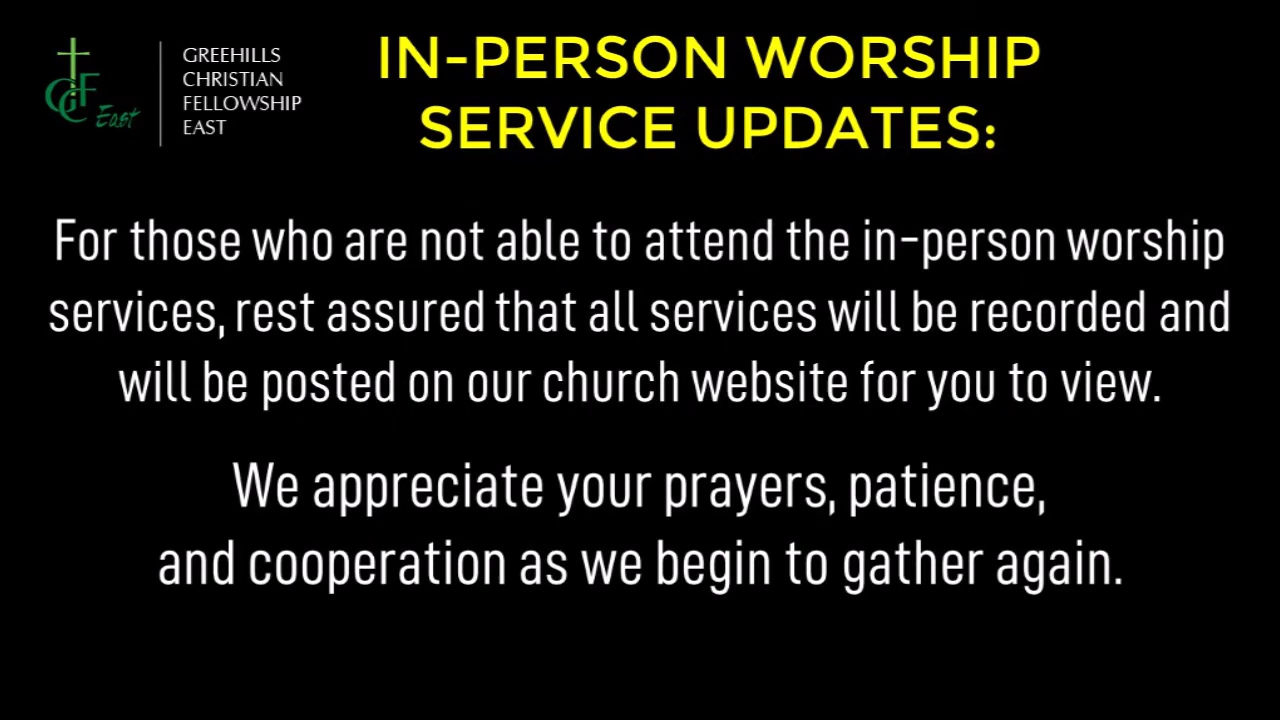 GCF
East
GREEHILLS
CHRISTIAN
FELLOWSHIP
EAST
IN-PERSON WORSHIP
SERVICE UPDATES:
For those who are not able to attend the in-person worship
services, rest assured that all services will be recorded and
will be posted on our church website for you to view.
We appreciate your prayers, patience,
and cooperation as we begin to gather again.